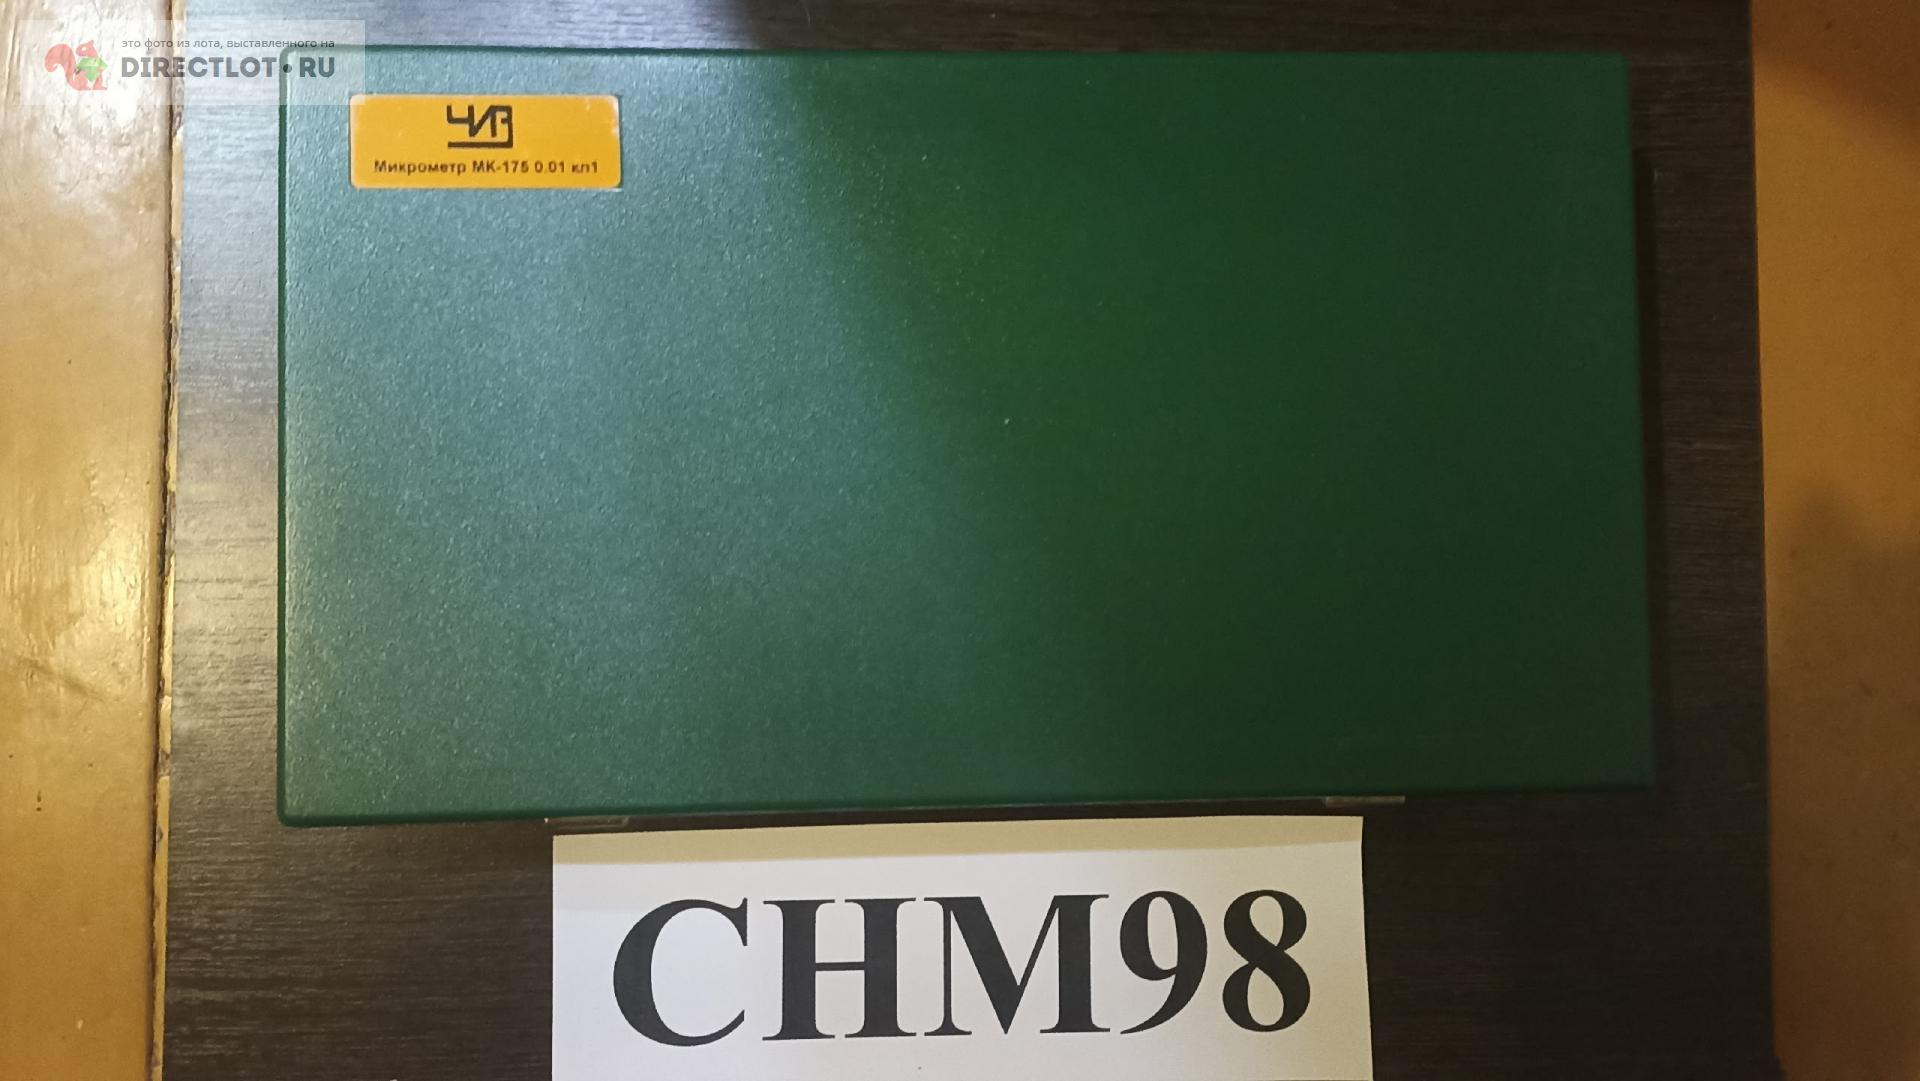 это фото из лота, выставленного на
DIRECTLOT.RU
ЧИЗ
Микрометр МК-175 0.01 кл1
CHM98